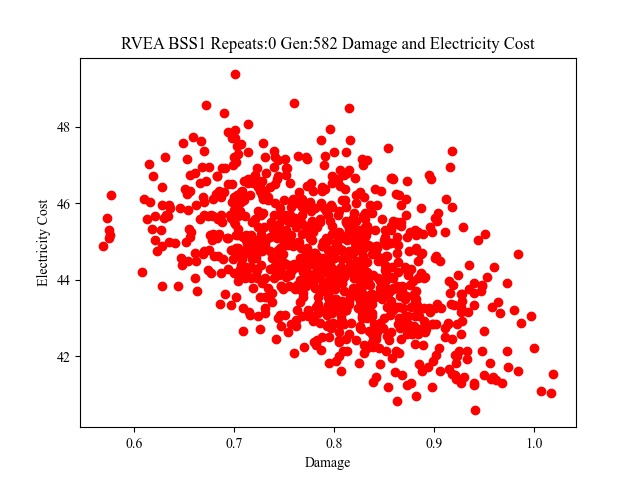 RVEA BSS1 Repeats:0 Gen:582 Damage and Electricity Cost
48
46
44
42
Electricity Cost
0.6 0.7 0.8 0.9 1.0
Damage